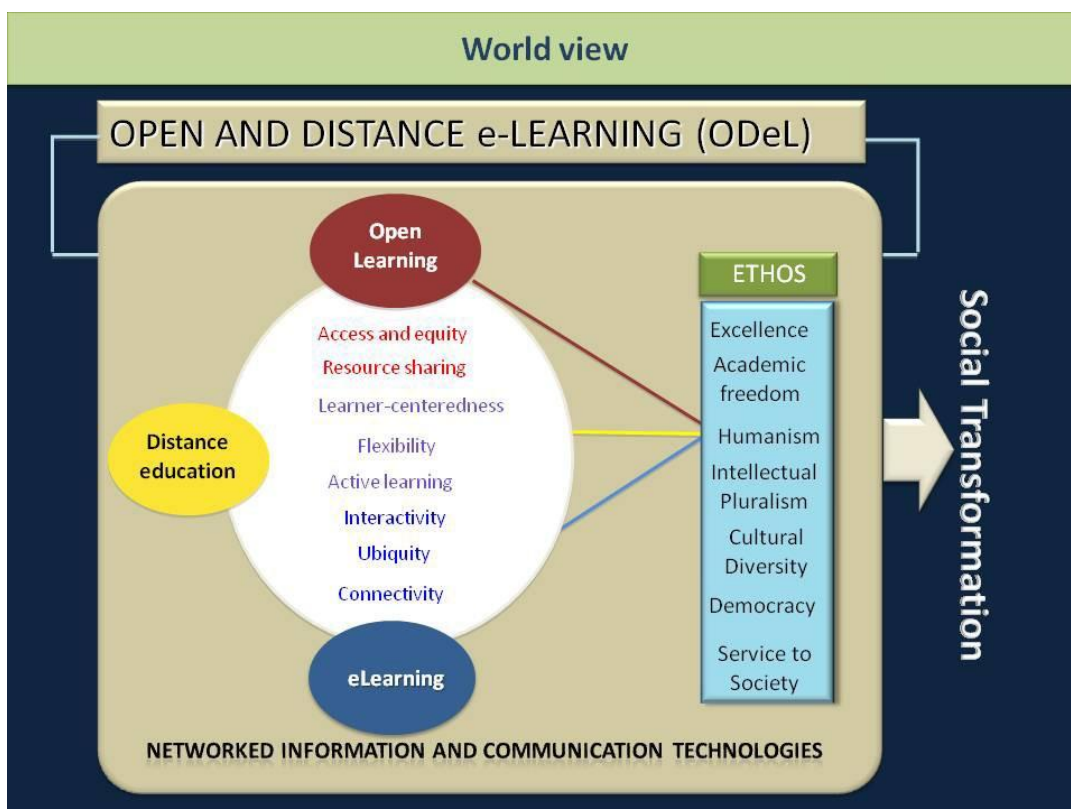 World view
OPEN AND DISTANCE e-LEARNING (ODeL)
Open
Learning
Access and equity
Resource sharing
Learner-centeredness
Flexibility
Active learning
Interactivity
Ubiquity
Connectivity
Distance
education
eLearning
ETHOS
Excellence
Academic
freedom
Humanism
Intellectual
Pluralism
Cultural
Diversity
Democracy
Service to
Society
NETWORKED INFORMATION AND COMMUNICATION TECHNOLOGIES
Social Transformation